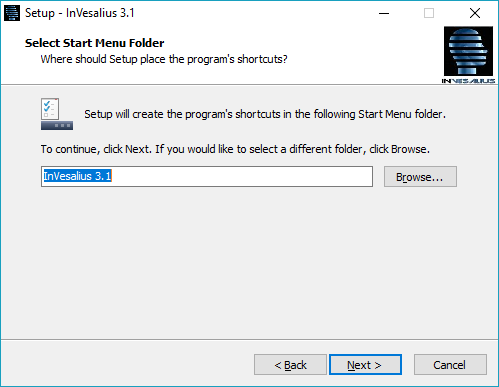 Setup - InVesalius 3.1
Select Start Menu Folder
Where should Setup place the program's shortcuts?
INVESALIUS
Setup will create the program's shortcuts in the following Start Menu folder.
To continue, click Next. If you would like to select a different folder, click Browse.
InVesalius 3.1
Browse...
< Back
Next >
Cancel